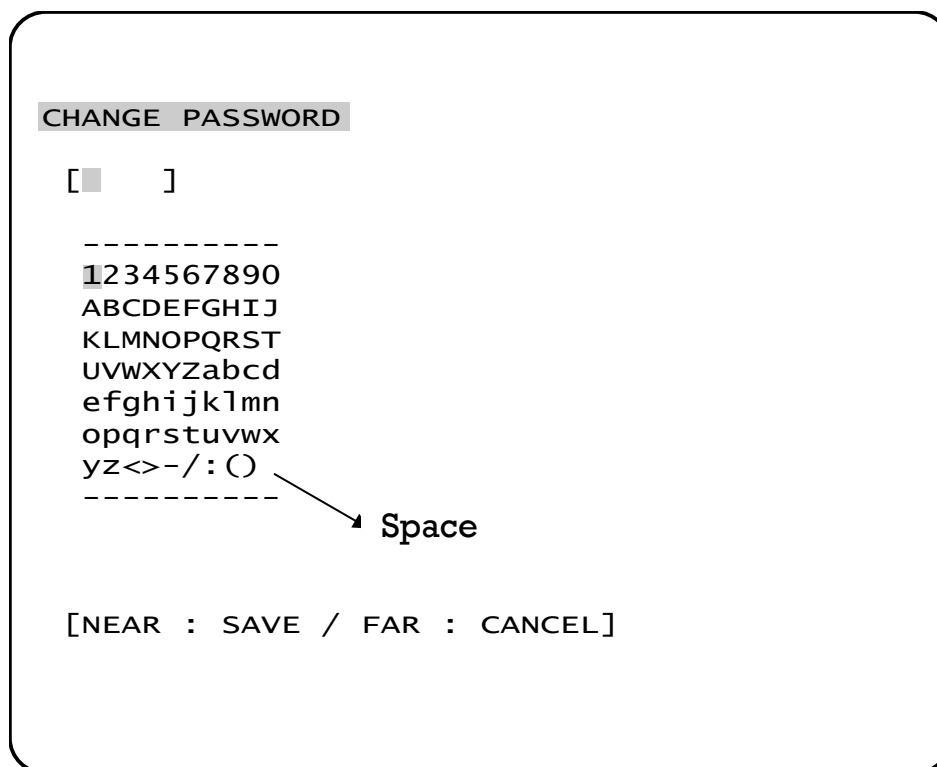 CHANGE PASSWORD
[    ]
----------
1234567890
ABCDEFGHIJ
KLMNOPQRST
UVWXYZabcd
efghijklmn
opqrstuvwx
yz<>-/:()
----------
Space
[NEAR : SAVE / FAR : CANCEL]